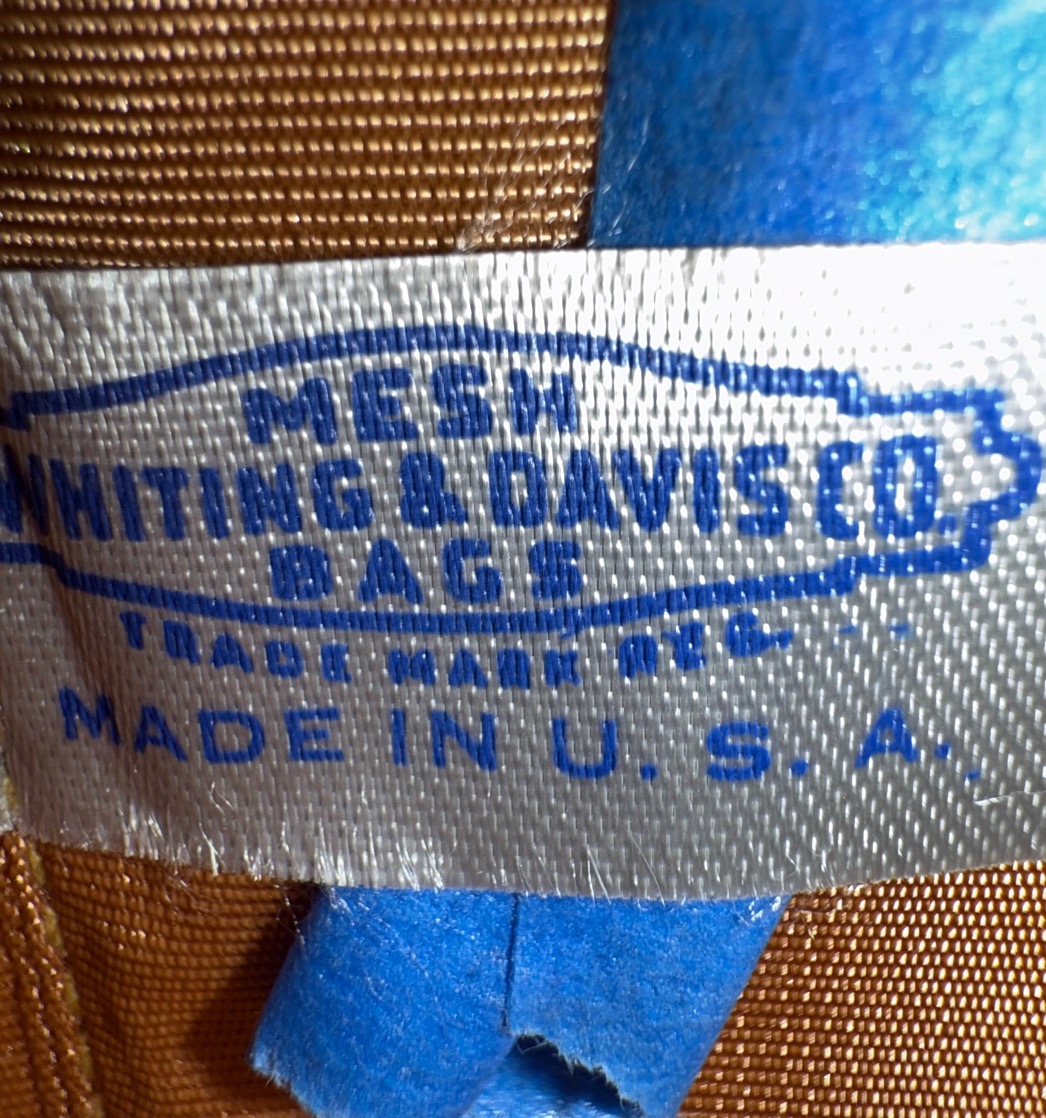 MESH
WHITING & DAVIS CO.
BAGS
TRADE MARK REG.
MADE IN U. S. A.